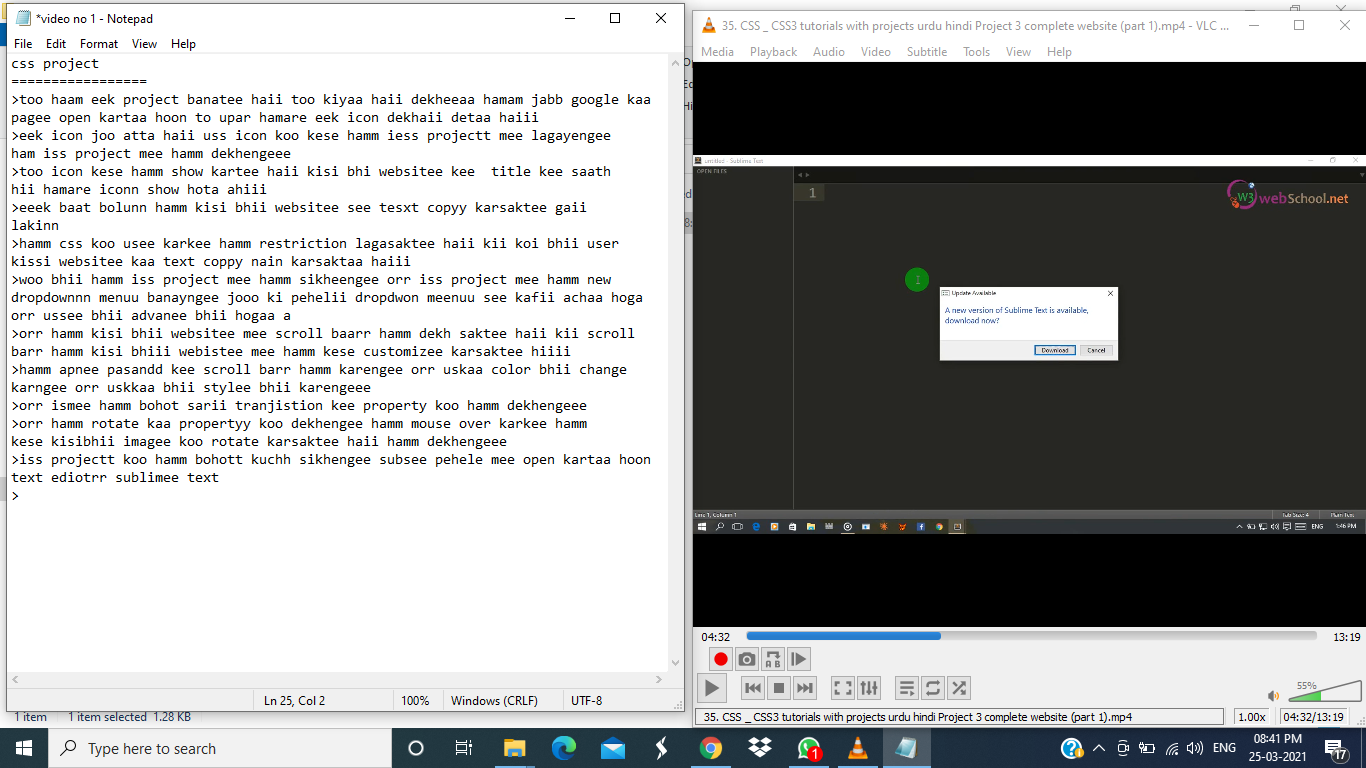 *video no 1 - Notepad
File Edit Format View Help
css project
=================
>too haam eek project banatee haii too kiyaa haii dekheeaa hamam jabb google kaa
pagee open kartaa hoon to upar hamare eek icon dekhaii detaa haiii
>eek icon joo atta haii uss icon koo kese hamm iess projectt mee lagayengee
ham iss project mee hamm dekhengeee
>too icon kese hamm show kartee haii kisi bhi websitee kee  title kee saath
hii hamare iconn show hota ahiii
>eeek baat bolunn hamm kisi bhii websitee see tesxt copyy karsaktee gaii
lakinn
>hamm css koo usee karkee hamm restriction lagasaktee haii kii koi bhii user
kissi websitee kaa text coppy nain karsaktaa haiii
>woo bhii hamm iss project mee hamm sikheengee orr iss project mee hamm new
dropdownnn menuu banayngee jooo ki pehelii dropdwon meenuu see kafii achaa hoga
orr ussee bhii advanee bhii hogaa a
>orr hamm kisi bhii websitee mee scroll baarr hamm dekh saktee haii kii scroll
barr hamm kisi bhiii webistee mee hamm kese customizee karsaktee hiiii
>hamm apnee pasandd kee scroll barr hamm karengee orr uskaa color bhii change
karngee orr uskkaa bhii stylee bhii karengeee
>orr ismee hamm bohot sarii tranjistion kee property koo hamm dekhengeee
>orr hamm rotate kaa propertyy koo dekhengee hamm mouse over karkee hamm
kese kisibhii imagee koo rotate karsaktee haii hamm dekhengeee
>iss projectt koo hamm bohott kuchh sikhengee subsee pehele mee open kartaa hoon
text ediotrr sublimee text
>
Ln 25, Col 2 100% Windows (CRLF) UTF-8
1 item 1 item selected 1.28 KB
35. CSS _ CSS3 tutorials with projects urdu hindi Project 3 complete website (part 1).mp4 - VLC ...
Media Playback Audio Video Subtitle Tools View Help
untitled - Sublime Text
OPEN FILES
1
W3 webSchool.net
Update Available
A new version of Sublime Text is available,
download now?
Download Cancel
Line 1, Column 1 Tab Size: 4 Plain Text
ENG 1:46 PM
04:32 13:19
A B
55%
35. CSS _ CSS3 tutorials with projects urdu hindi Project 3 complete website (part 1).mp4 1.00x 04:32/13:19
Type here to search
1
ENG
08:41 PM
25-03-2021
17